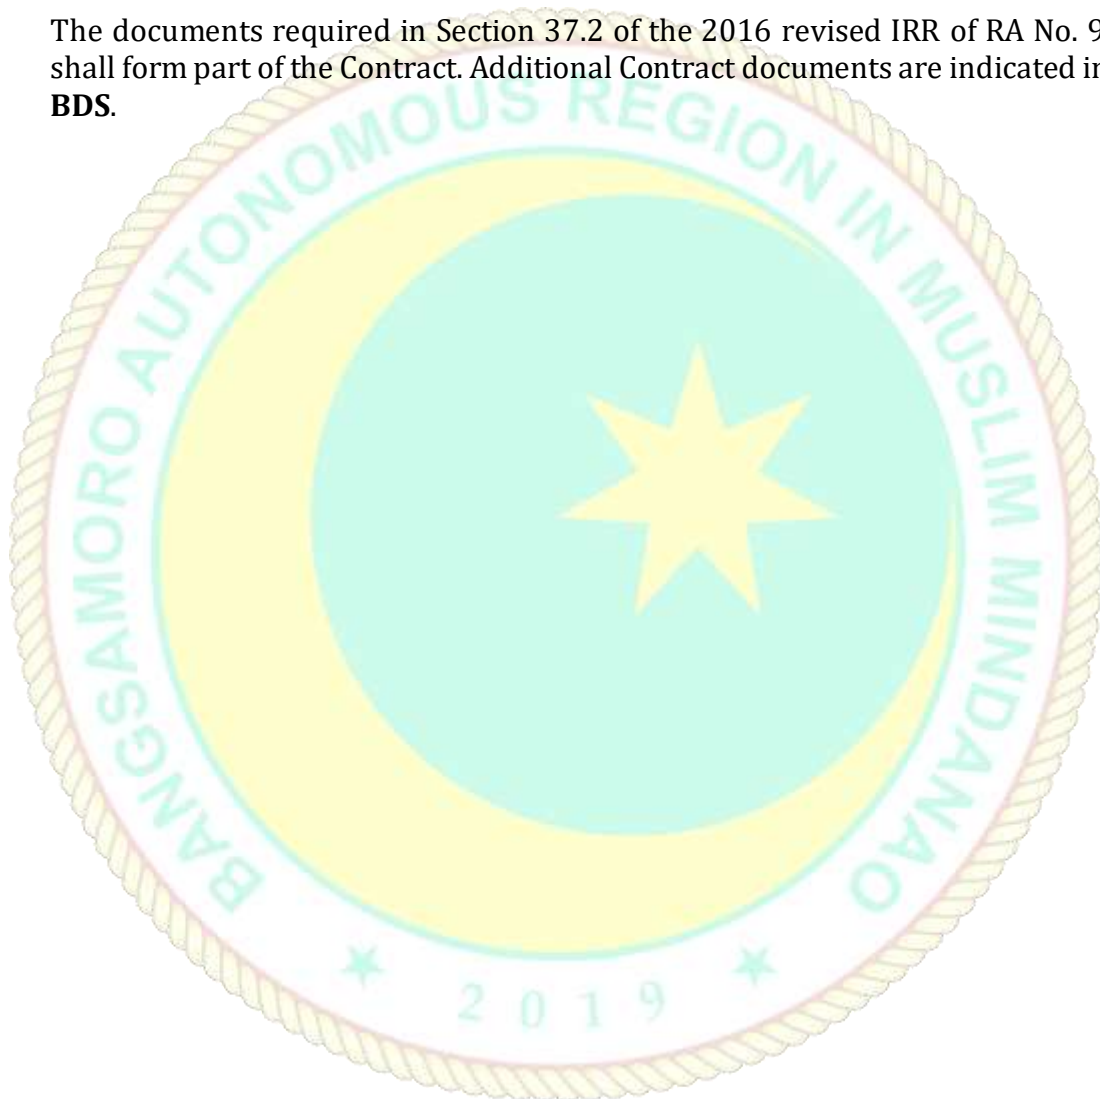 The documents required in Section 37.2 of the 2016 revised IRR of RA No. 9
shall form part of the Contract. Additional Contract documents are indicated in
BDS.
BANGSAMORO AUTONOMOUS REGION IN MUSLIM MINDANAO
2019